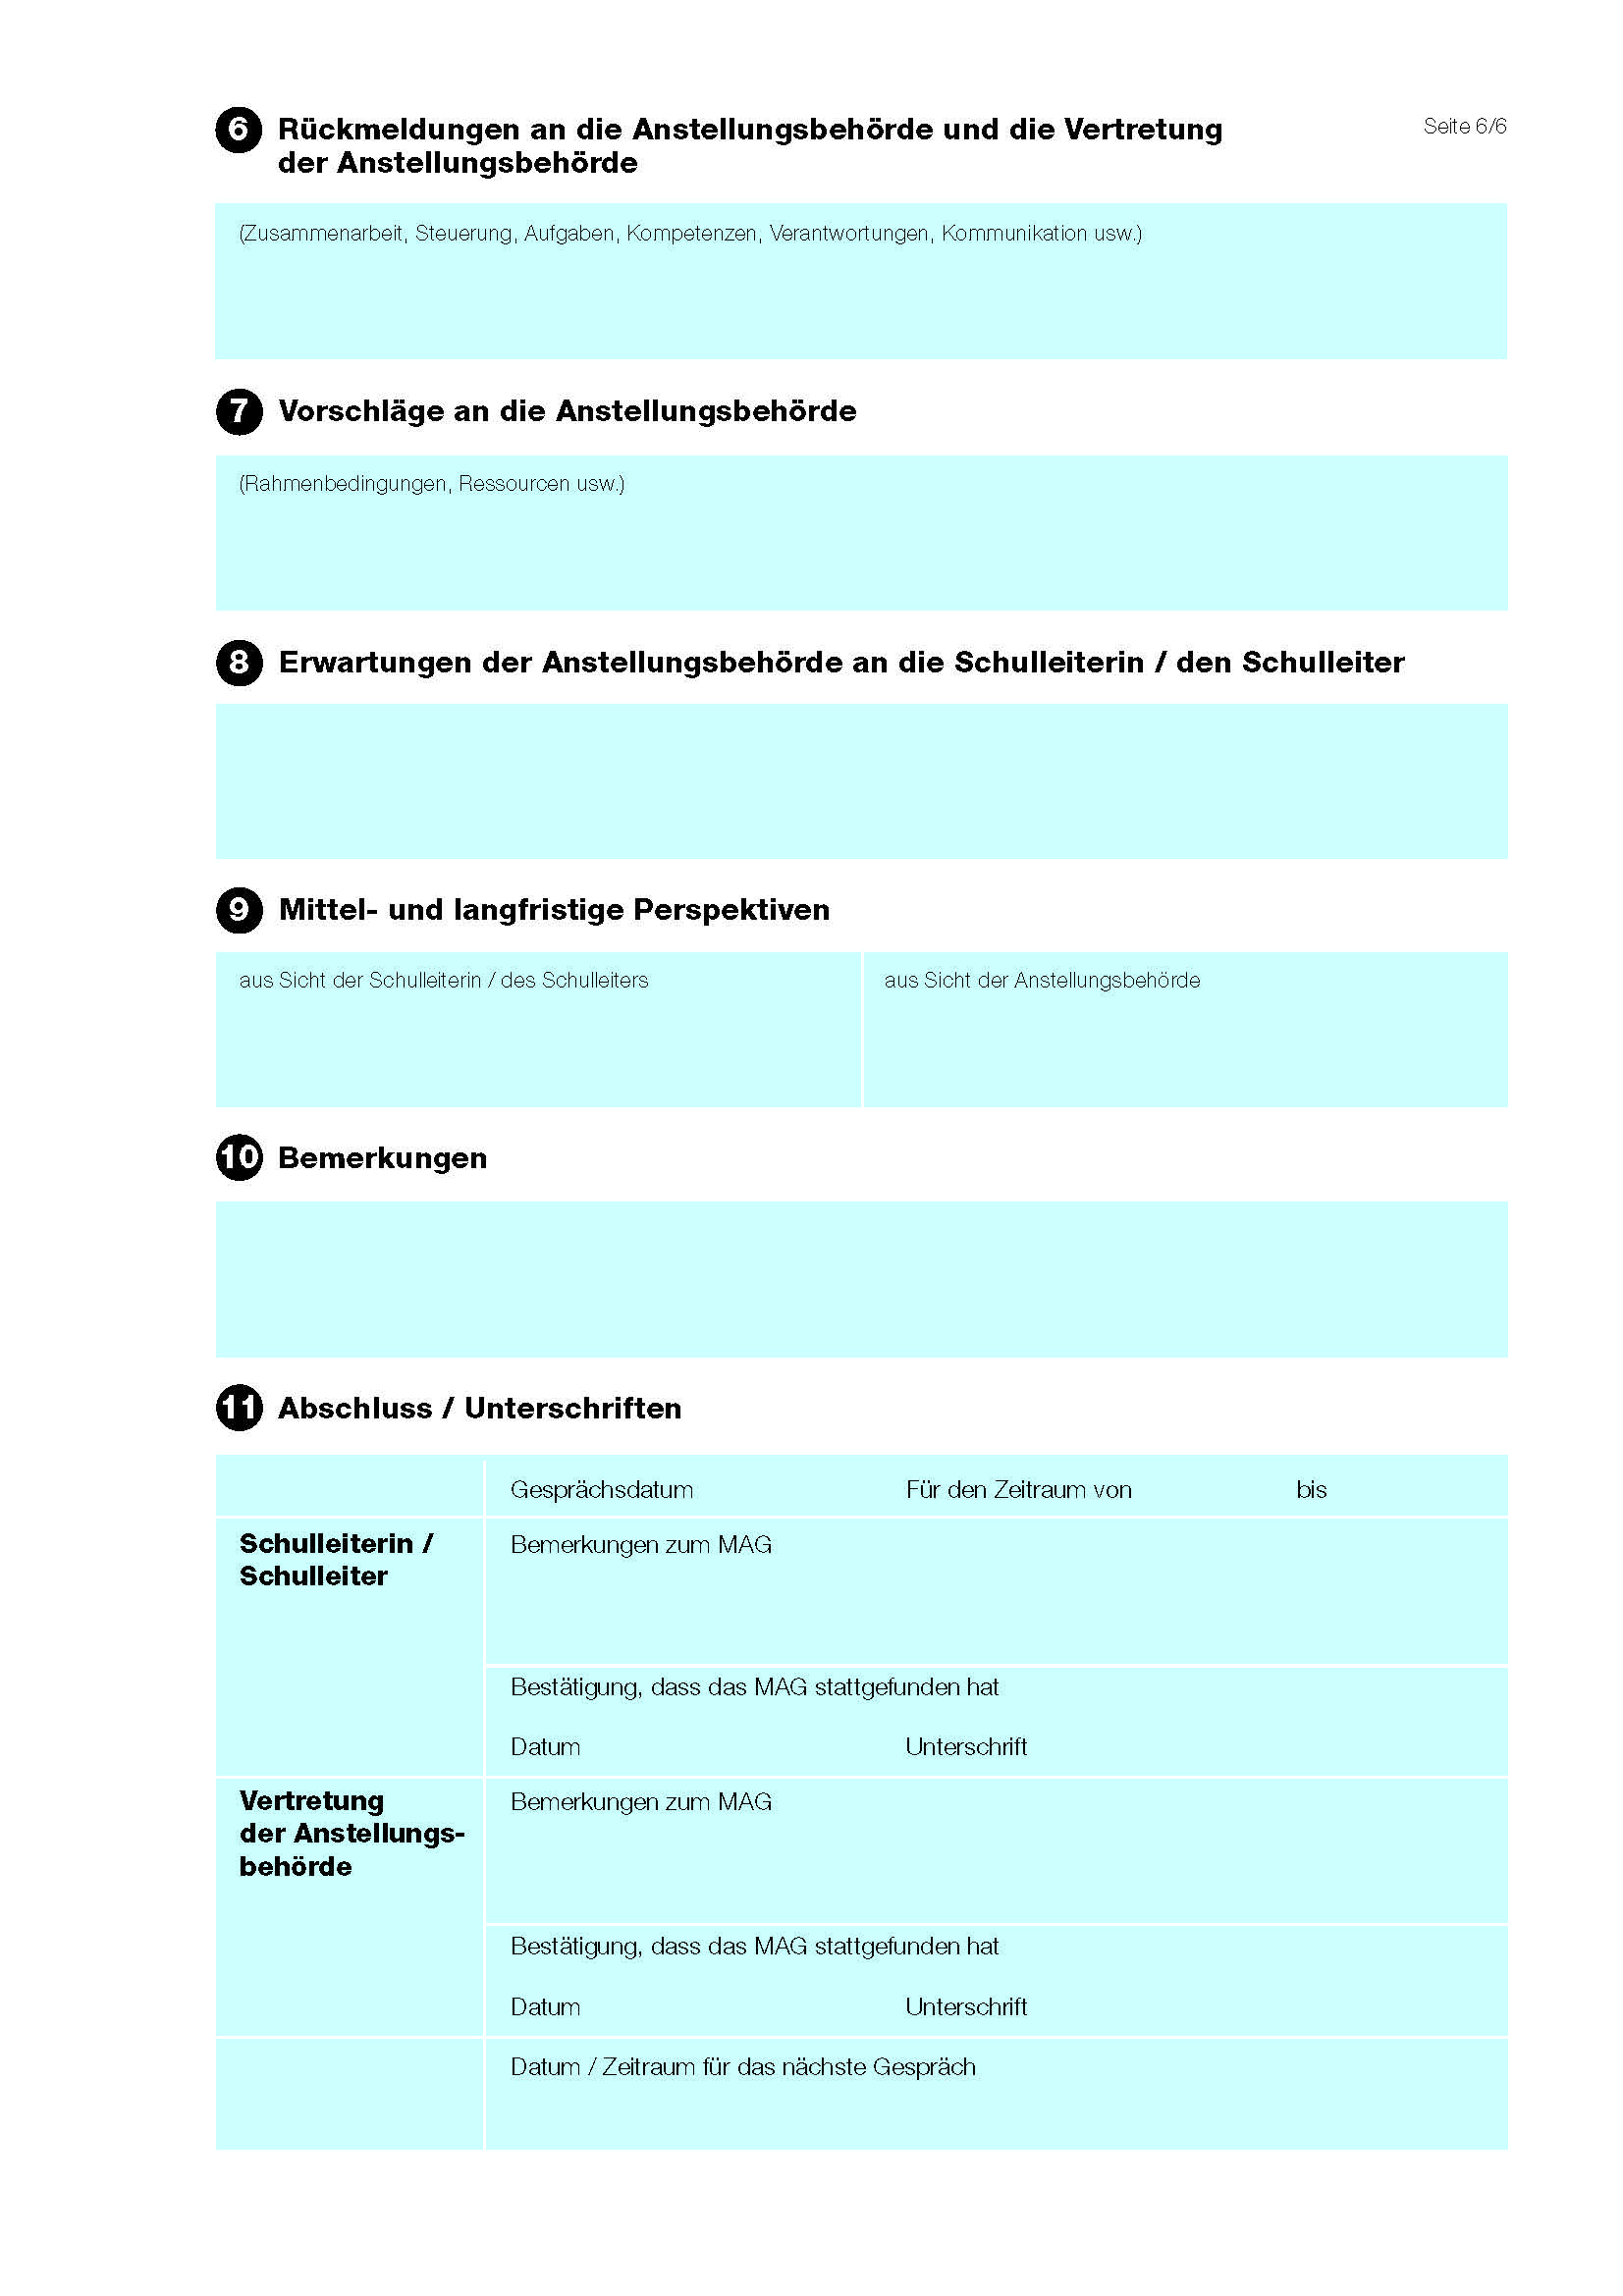 6 Rückmeldungen an die Anstellungsbehörde und die Vertretung
der Anstellungsbehörde
Seite 6/6
(Zusammenarbeit, Steuerung, Aufgaben, Kompetenzen, Verantwortungen, Kommunikation usw.)
7 Vorschläge an die Anstellungsbehörde
(Rahmenbedingungen, Ressourcen usw.)
8 Erwartungen der Anstellungsbehörde an die Schulleiterin / den Schulleiter
9 Mittel- und langfristige Perspektiven
aus Sicht der Schulleiterin / des Schulleiters
aus Sicht der Anstellungsbehörde
10 Bemerkungen
11 Abschluss / Unterschriften
Gesprächsdatum Für den Zeitraum von bis
Schulleiterin /
Schulleiter
Bemerkungen zum MAG
Bestätigung, dass das MAG stattgefunden hat
Datum Unterschrift
Vertretung
der Anstellungs-
behörde
Bemerkungen zum MAG
Bestätigung, dass das MAG stattgefunden hat
Datum Unterschrift
Datum / Zeitraum für das nächste Gespräch